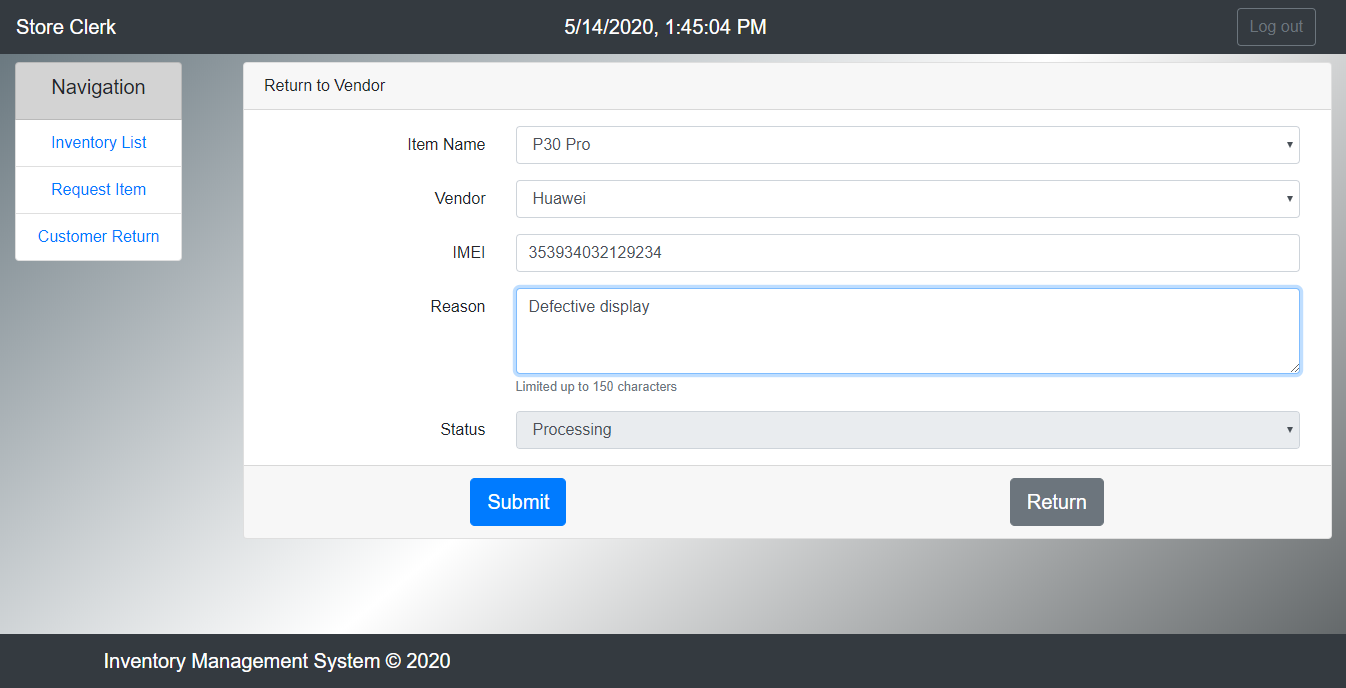 Store Clerk
5/14/2020, 1:45:04 PM
Log out
Navigation
Inventory List
Request Item
Customer Return
Return to Vendor
Item Name
P30 Pro
Vendor
Huawei
IMEI
353934032129234
Reason
Defective display
Limited up to 150 characters
Status
Processing
Submit
Return
Inventory Management System © 2020